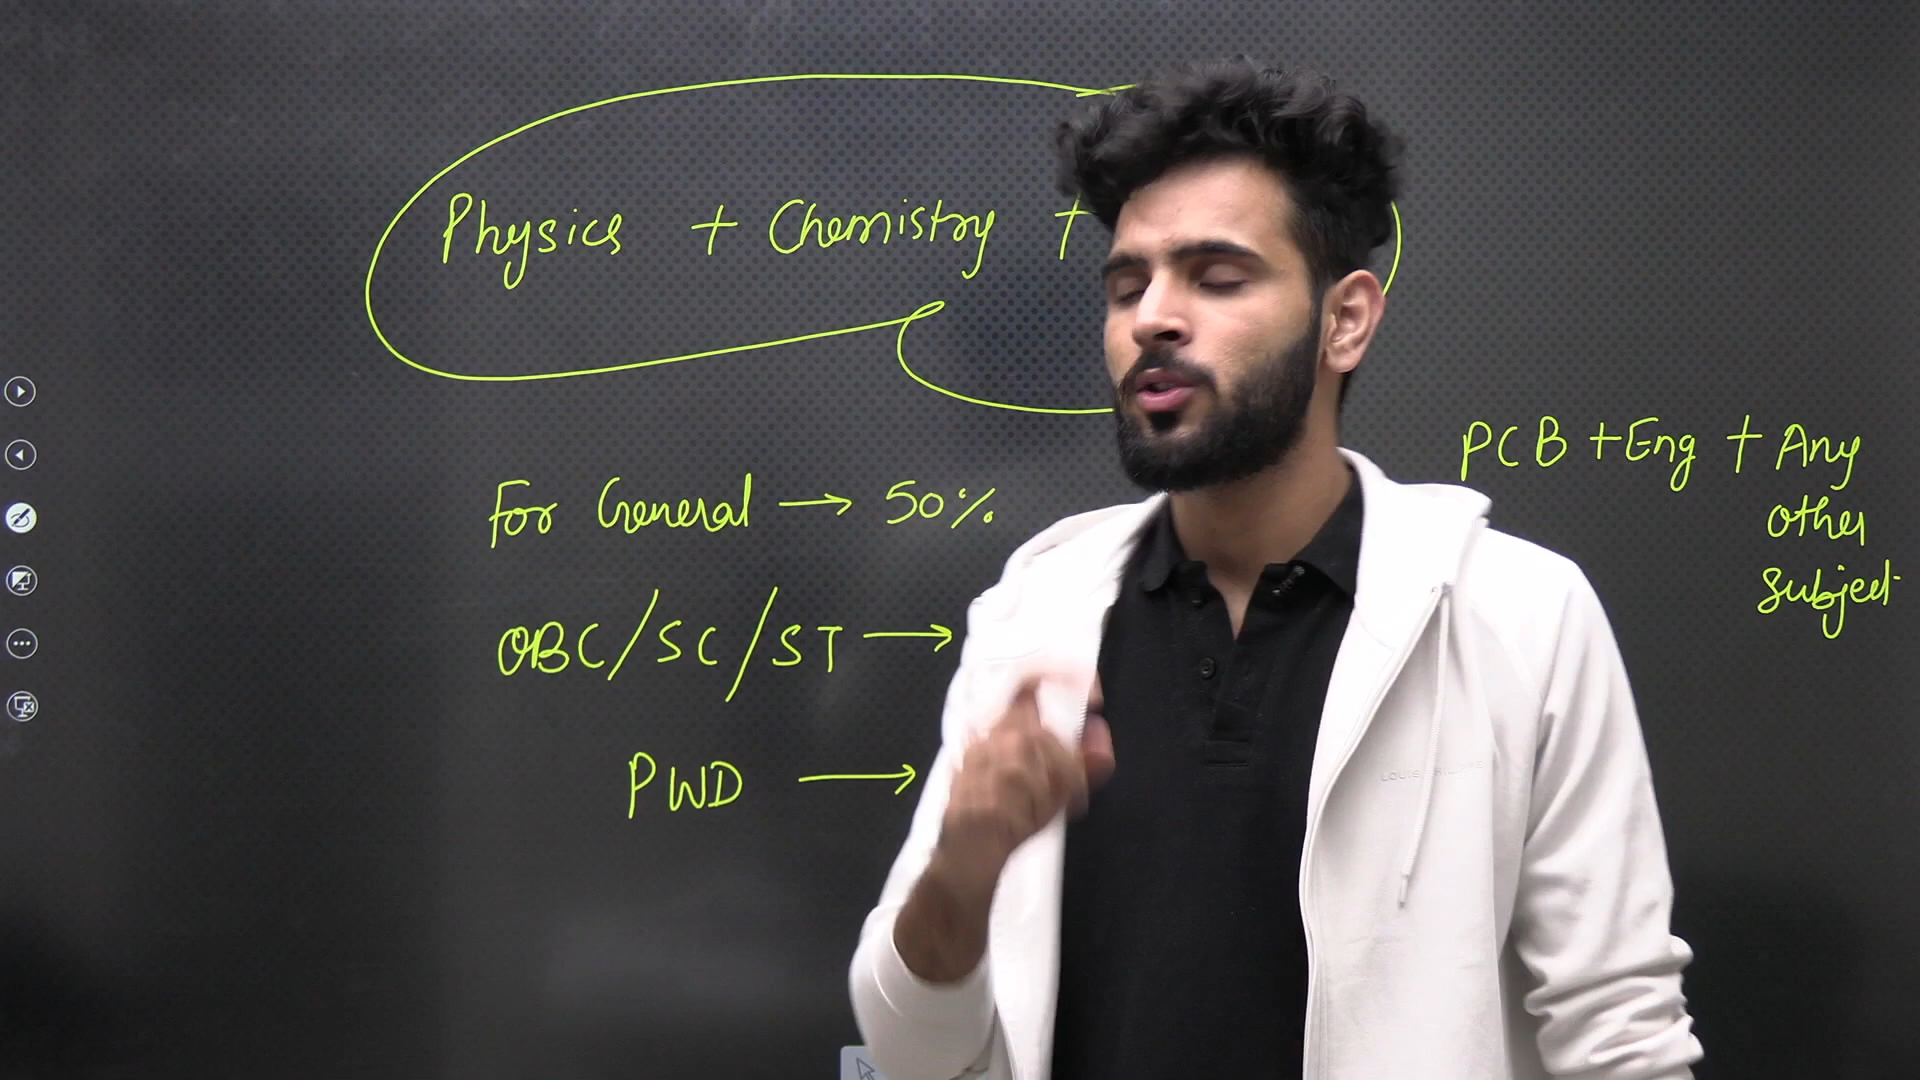 Physics + Chemistry +
PCB + Eng + Any
other
subject
For General → 50%
OBC/SC/ST →
PWD →